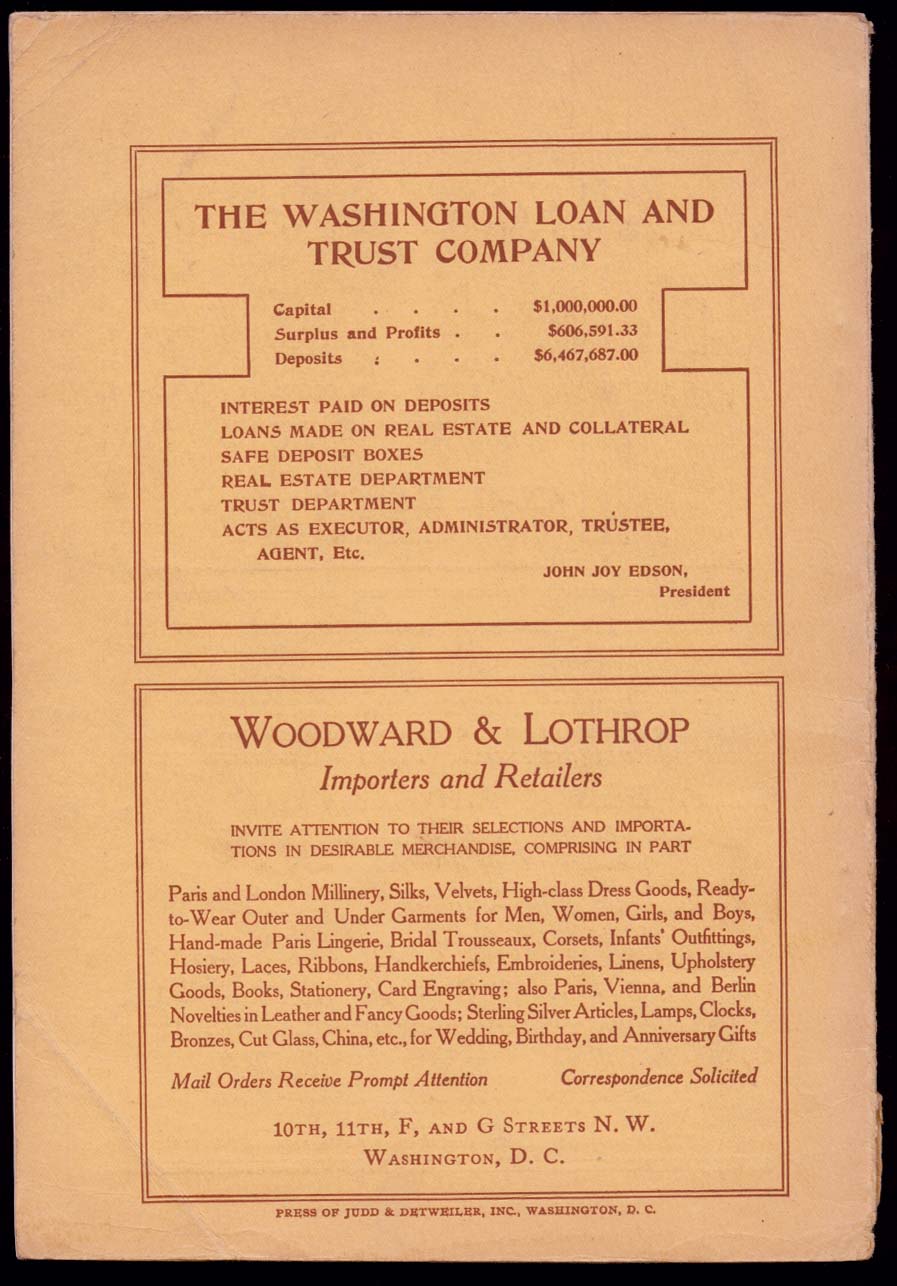 THE WASHINGTON LOAN AND
TRUST COMPANY
Capital . . . . $1,000,000.00
Surplus and Profits . . $606,591.33
Deposits : . . . $6,467,687.00
INTEREST PAID ON DEPOSITS
LOANS MADE ON REAL ESTATE AND COLLATERAL
SAFE DEPOSIT BOXES
REAL ESTATE DEPARTMENT
TRUST DEPARTMENT
ACTS AS EXECUTOR, ADMINISTRATOR, TRUSTEE,
AGENT, Etc.
JOHN JOY EDSON,
President
WOODWARD & LOTHROP
Importers and Retailers
INVITE ATTENTION TO THEIR SELECTIONS AND IMPORTA-
TIONS IN DESIRABLE MERCHANDISE, COMPRISING IN PART
Paris and London Millinery, Silks, Velvets, High-class Dress Goods, Ready-
to-Wear Outer and Under Garments for Men, Women, Girls, and Boys,
Hand-made Paris Lingerie, Bridal Trousseaux, Corsets, Infants' Outfittings,
Hosiery, Laces, Ribbons, Handkerchiefs, Embroideries, Linens, Upholstery
Goods, Books, Stationery, Card Engraving; also Paris, Vienna, and Berlin
Novelties in Leather and Fancy Goods; Sterling Silver Articles, Lamps, Clocks,
Bronzes, Cut Glass, China, etc., for Wedding, Birthday, and Anniversary Gifts
Mail Orders Receive Prompt Attention Correspondence Solicited
10TH, 11TH, F, AND G STREETS N. W.
WASHINGTON, D. C.
PRESS OF JUDD & DETWEILER, INC., WASHINGTON, D. C.